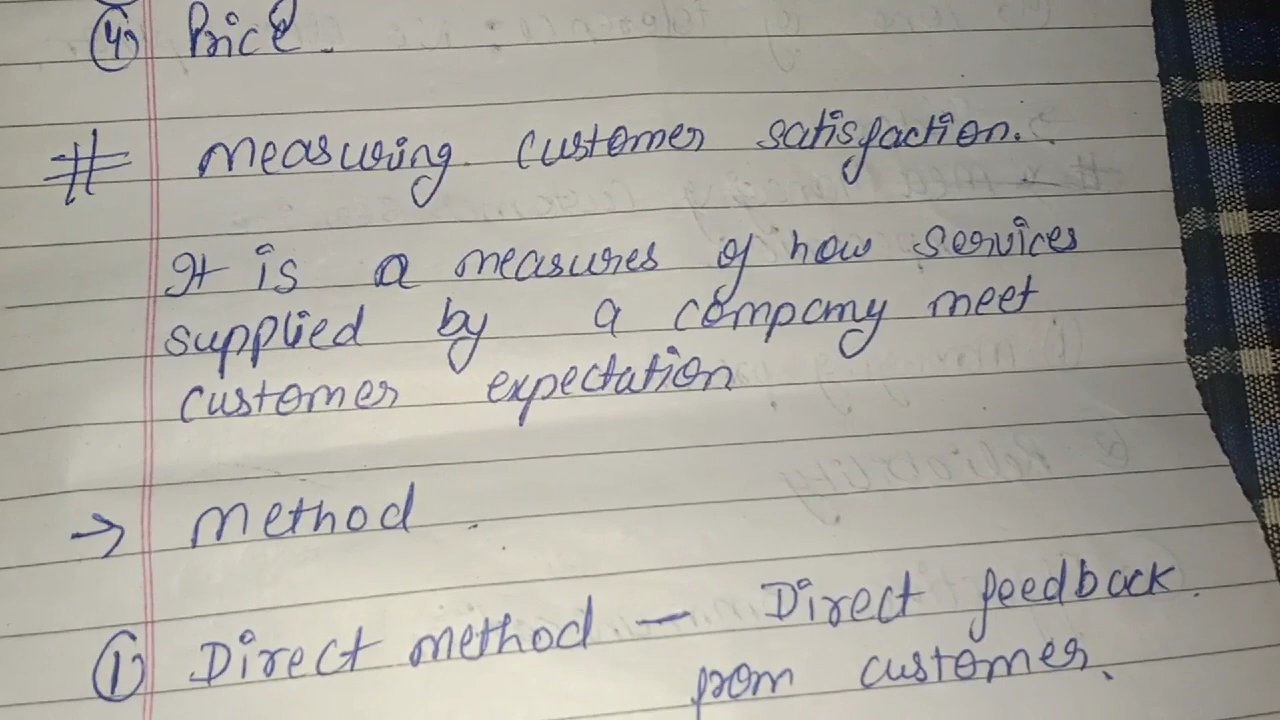 (4) Price.
# measuring customer satisfaction.
It is a measures of how services
supplied by a company meet
customer expectation
→ method
(1) Direct method — Direct feedback.
from customer.